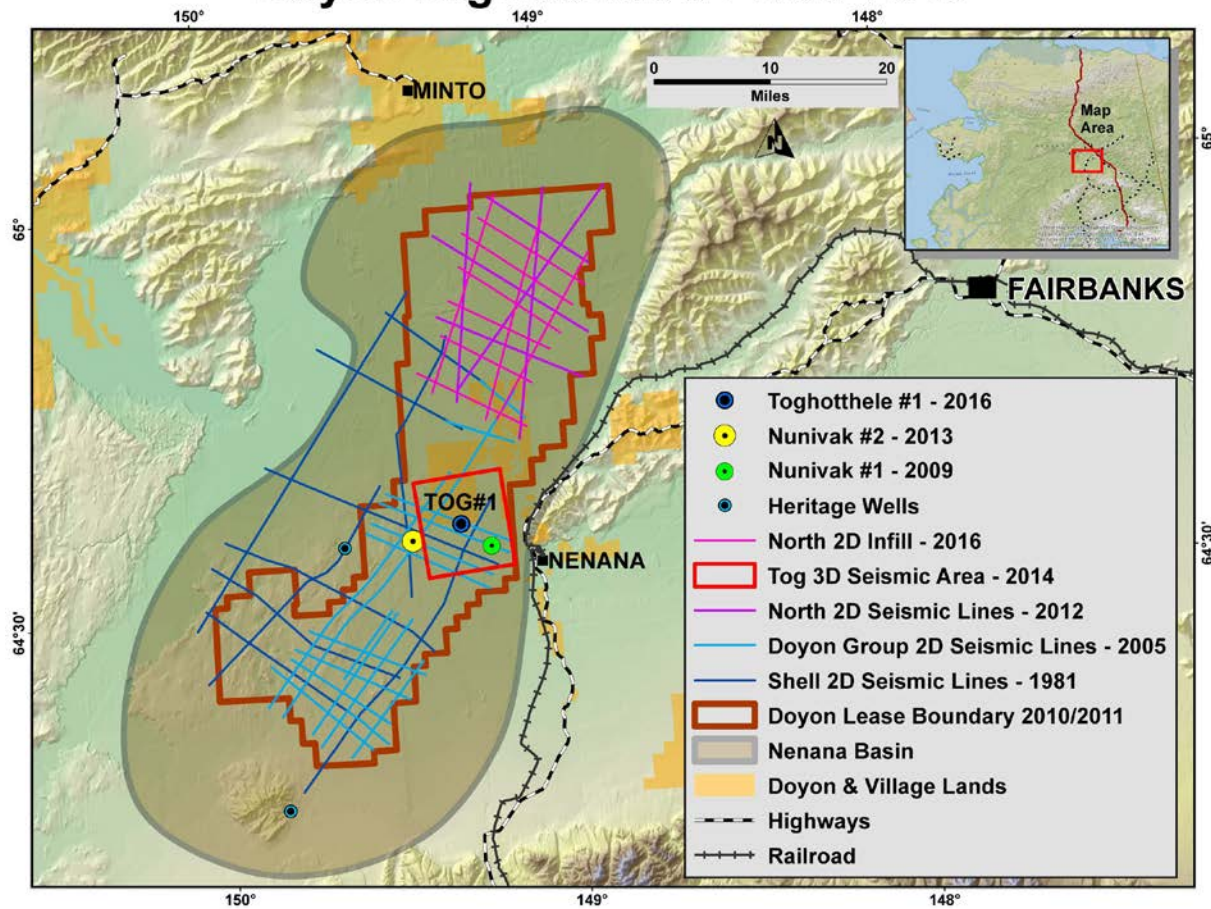 150°
149°
148°
0
10
20
Miles
MINTO
Map
Area
N
65°
65°
FAIRBANKS
TOG#1
NENANA
64°30'
64°30'
Toghotthele #1 - 2016
Nunivak #2 - 2013
Nunivak #1 - 2009
Heritage Wells
North 2D Infill - 2016
Tog 3D Seismic Area - 2014
North 2D Seismic Lines - 2012
Doyon Group 2D Seismic Lines - 2005
Shell 2D Seismic Lines - 1981
Doyon Lease Boundary 2010/2011
Nenana Basin
Doyon & Village Lands
Highways
Railroad
150°
149°
148°